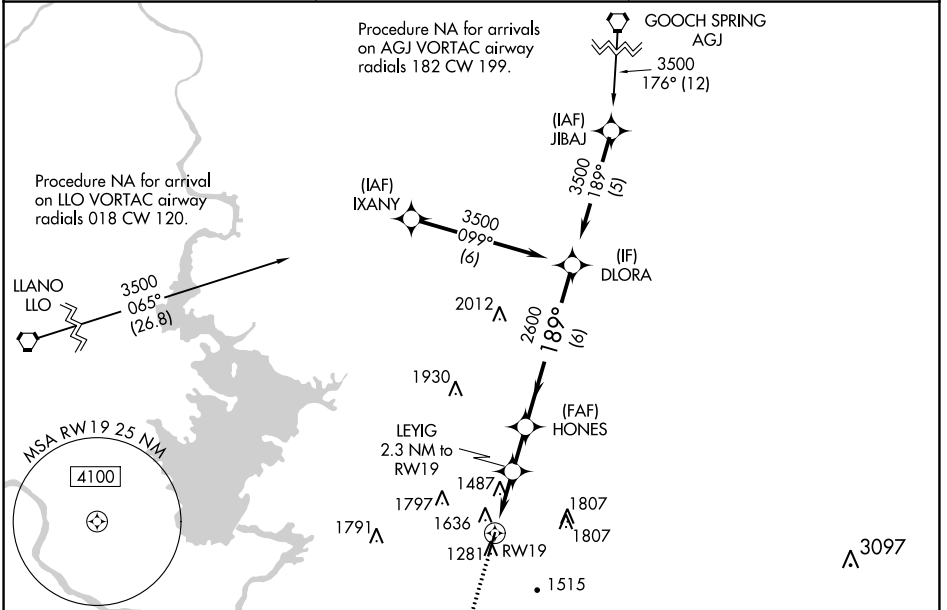 Procedure NA for arrivals
on AGJ VORTAC airway
radials 182 CW 199.
GOOCH SPRING
AGJ
3500
176° (12)
(IAF)
JIBAJ
3500
189°
(5)
Procedure NA for arrival
on LLO VORTAC airway
radials 018 CW 120.
(IAF)
IXANY
3500
099°
(6)
(IF)
DLORA
LLANO
LLO
3500
065°
(26.8)
2012
2600
189°
(6)
1930
(FAF)
HONES
LEYIG
2.3 NM to
RW19
MSA RW19 25 NM
4100
1487
1797
1636
1807
1807
1791
1281
RW19
3097
1515